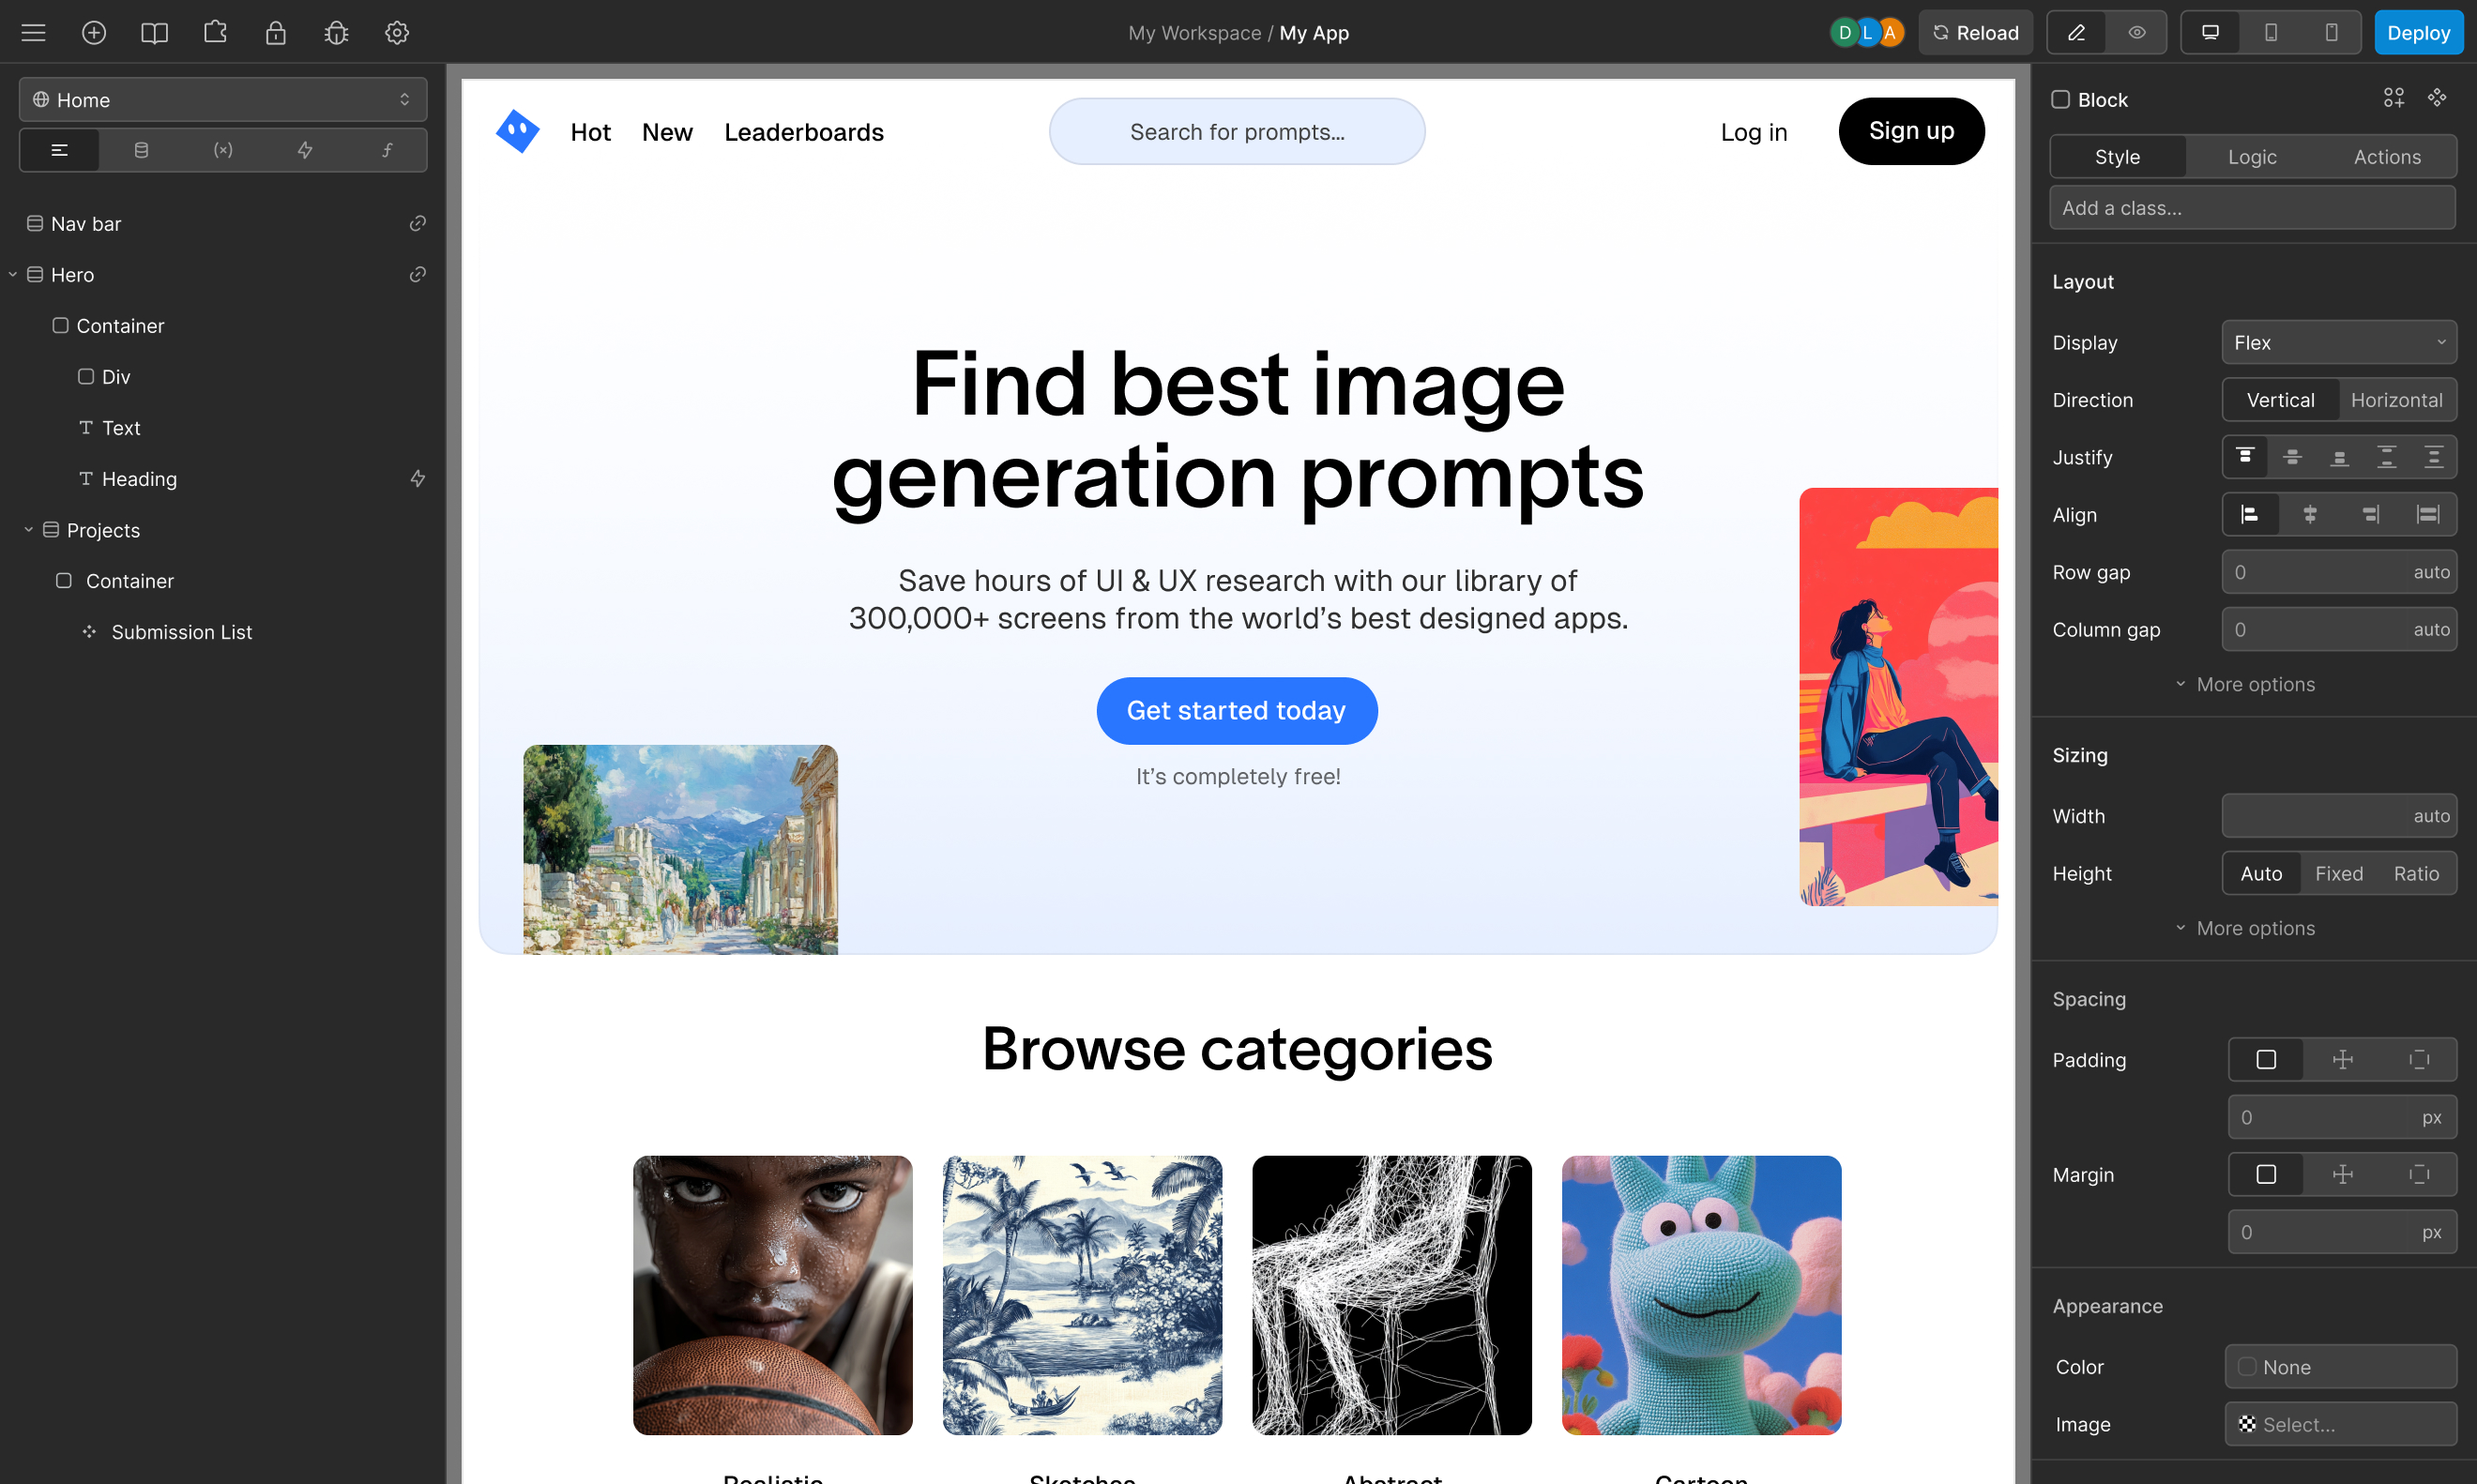 My Workspace / My App
D L A
Reload
Deploy
Home
Nav bar
Hero
Container
Div
Text
Heading
Projects
Container
Submission List
Hot New Leaderboards
Search for prompts...
Log in
Sign up
Find best image
generation prompts
Save hours of UI & UX research with our library of
300,000+ screens from the world’s best designed apps.
Get started today
It’s completely free!
Browse categories
Realistic
Sketches
Abstract
Cartoon
Block
Style Logic Actions
Add a class...
Layout
Display Flex
Direction Vertical Horizontal
Justify
Align
Row gap 0 auto
Column gap 0 auto
More options
Sizing
Width auto
Height Auto Fixed Ratio
More options
Spacing
Padding
0 px
Margin
0 px
Appearance
Color None
Image Select...